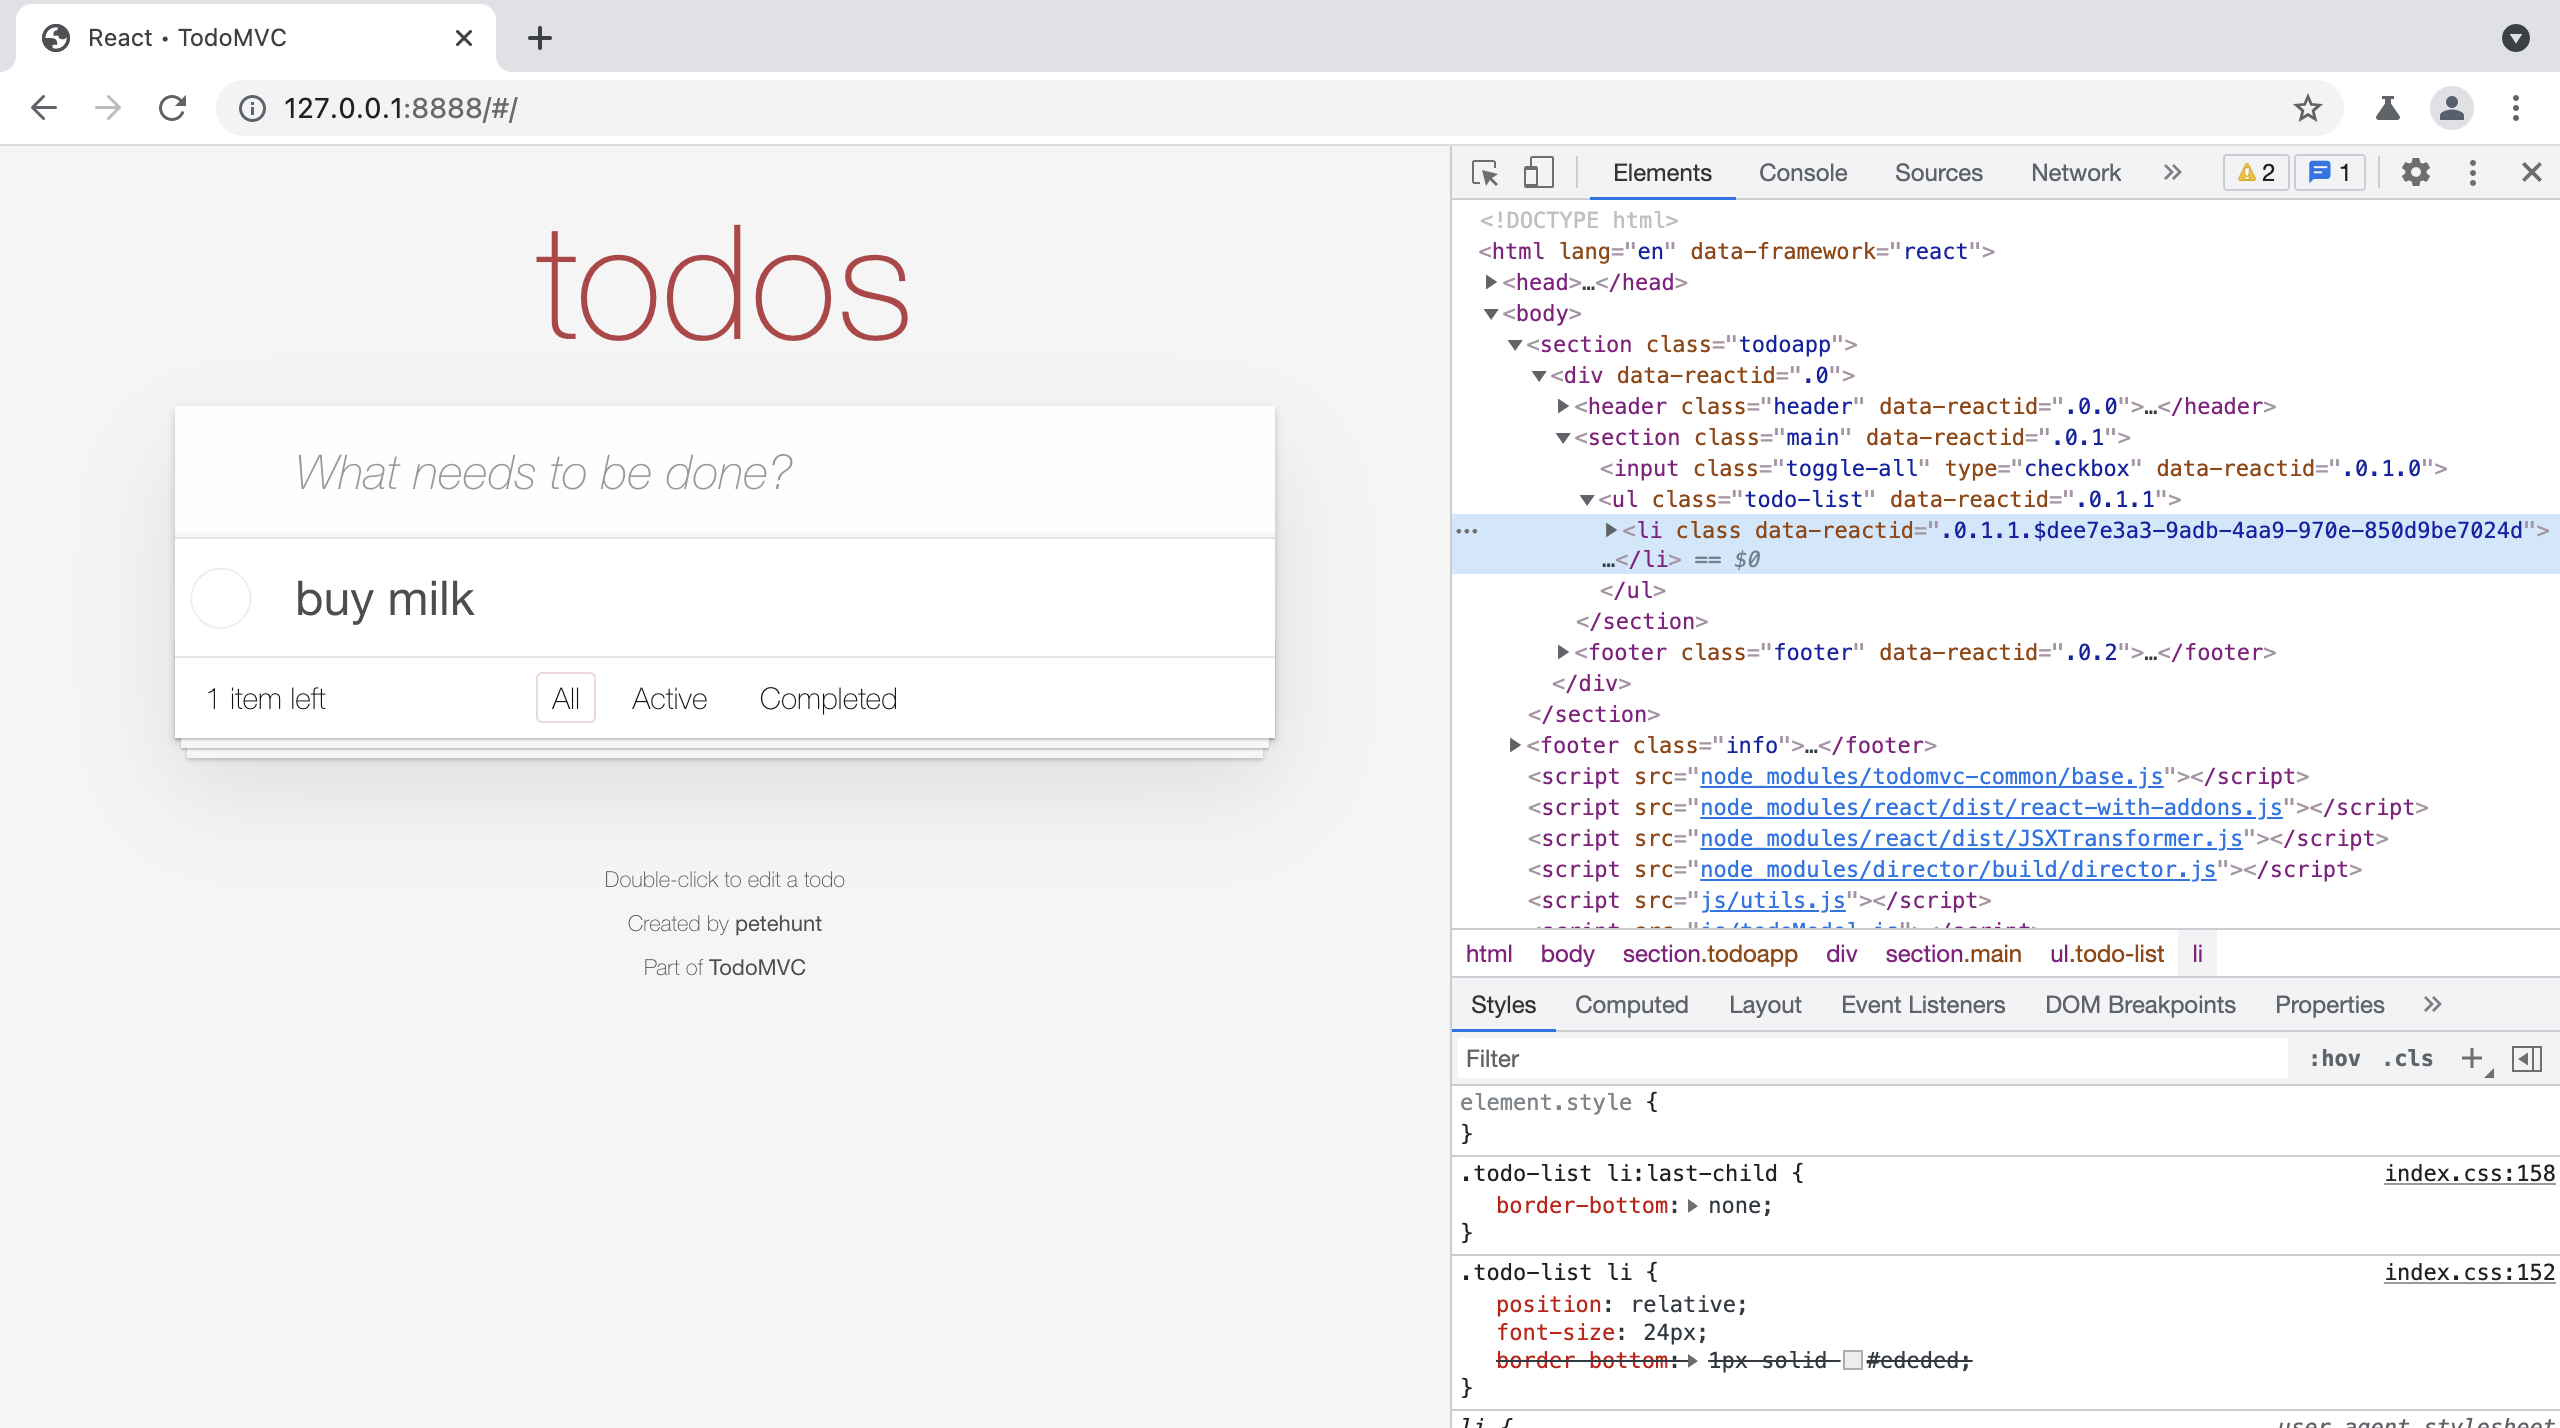 React • TodoMVC
127.0.0.1:8888/#/
todos
What needs to be done?
buy milk
1 item left
All
Active
Completed
Double-click to edit a todo
Created by petehunt
Part of TodoMVC
Elements
Console
Sources
Network
»
2
1
<!DOCTYPE html>
<html lang="en" data-framework="react">
<head>…</head>
<body>
<section class="todoapp">
<div data-reactid=".0">
<header class="header" data-reactid=".0.0">…</header>
<section class="main" data-reactid=".0.1">
<input class="toggle-all" type="checkbox" data-reactid=".0.1.0">
<ul class="todo-list" data-reactid=".0.1.1">
<li class data-reactid=".0.1.1.$dee7e3a3-9adb-4aa9-970e-850d9be7024d">
…</li> == $0
</ul>
</section>
<footer class="footer" data-reactid=".0.2">…</footer>
</div>
</section>
<footer class="info">…</footer>
<script src="node_modules/todomvc-common/base.js"></script>
<script src="node_modules/react/dist/react-with-addons.js"></script>
<script src="node_modules/react/dist/JSXTransformer.js"></script>
<script src="node_modules/director/build/director.js"></script>
<script src="js/utils.js"></script>
<script src="js/todoModel.js"></script>
html body section.todoapp div section.main ul.todo-list li
Styles Computed Layout Event Listeners DOM Breakpoints Properties »
Filter
:hov .cls +
element.style {
}
.todo-list li:last-child {
index.css:158
border-bottom: none;
}
.todo-list li {
index.css:152
position: relative;
font-size: 24px;
border-bottom: 1px solid #ededed;
}
li {
user agent stylesheet